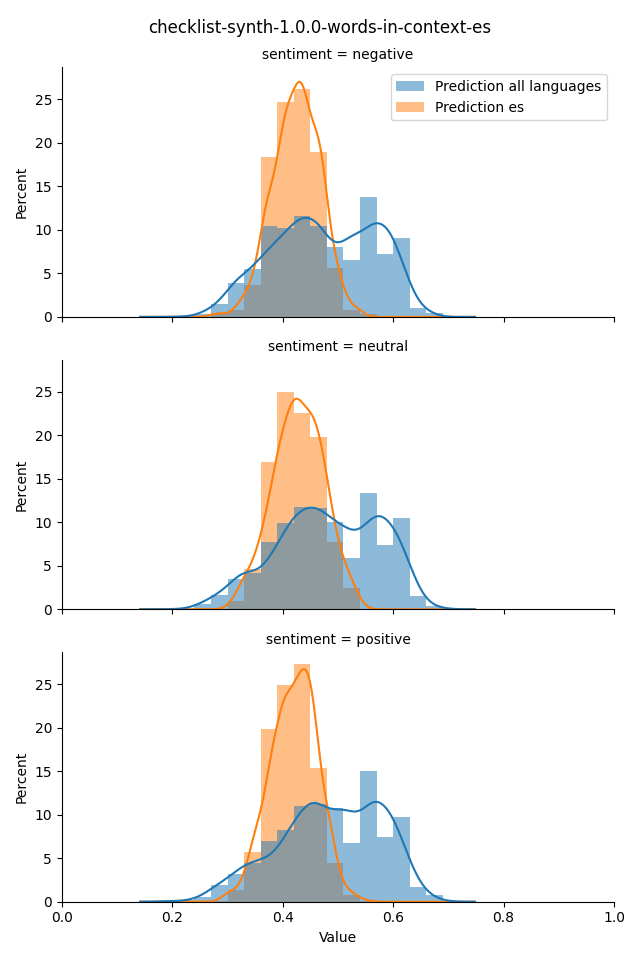 checklist-synth-1.0.0-words-in-context-es
sentiment = negative
Prediction all languages
Prediction es
Percent
25
20
15
10
5
0
sentiment = neutral
Percent
25
20
15
10
5
0
sentiment = positive
Percent
25
20
15
10
5
0
0.0 0.2 0.4 0.6 0.8 1.0
Value